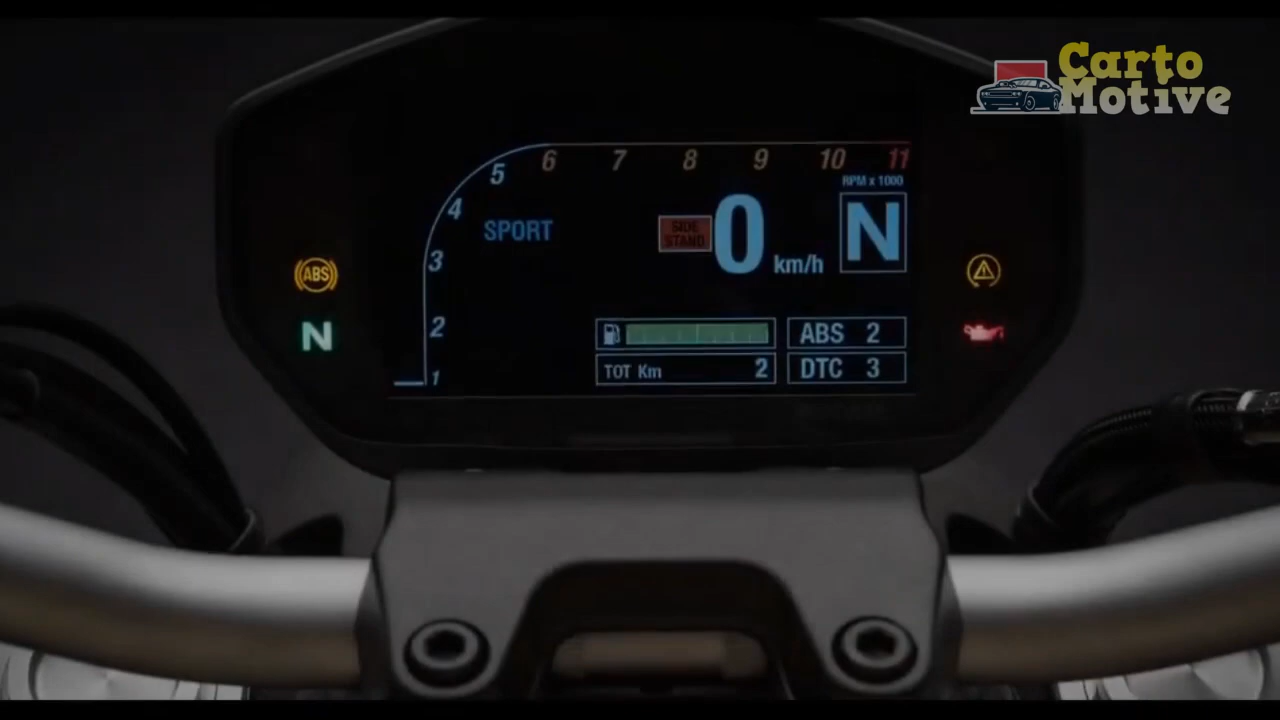 Carto
Motive
5 6 7 8 9 10 11
RPM x 1000
4
SPORT
SIDE
STAND
0
km/h
N
3
ABS
N
2
ABS 2
TOT Km 2
DTC 3
1